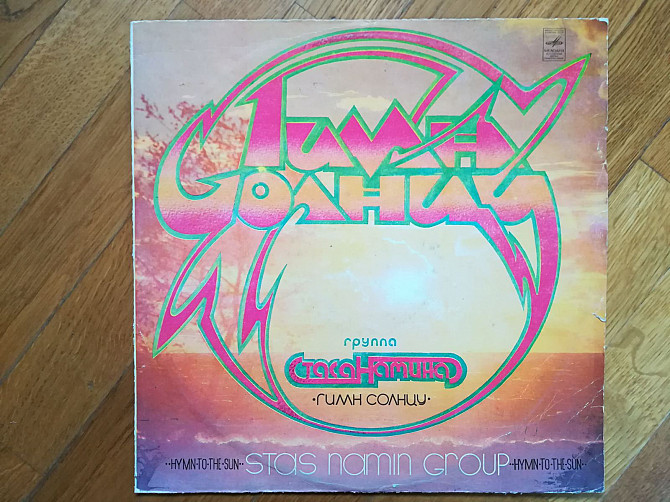 Гимн
Солнцу
группа
Стаса Намина
·ГИМН СОЛНЦУ·
··HYMN·TO·THE·SUN·· STAS NAMIN GROUP ··HYMN·TO·THE·SUN··